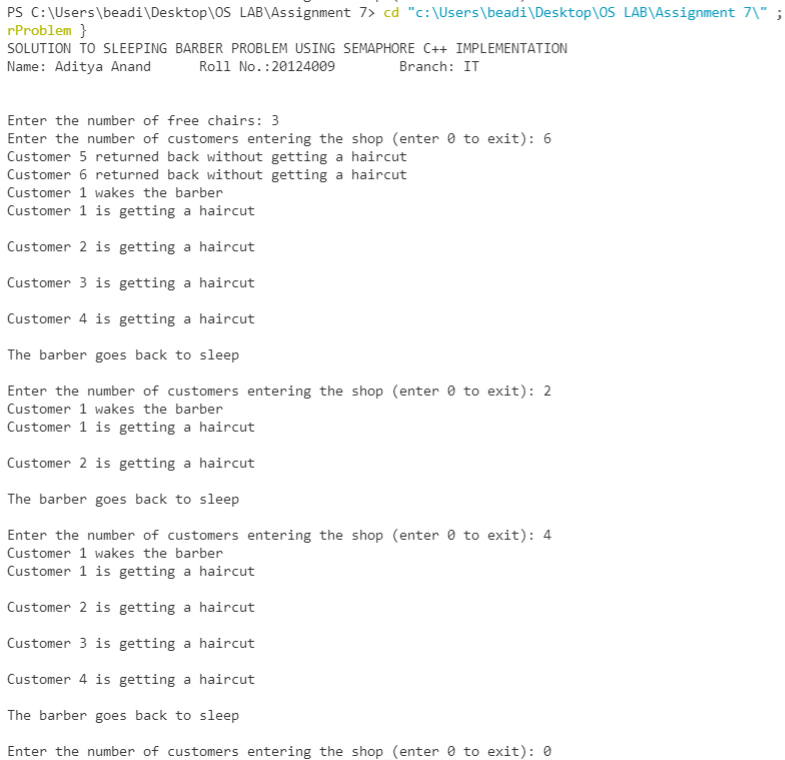 PS C:\Users\beadi\Desktop\OS LAB\Assignment 7> cd "c:\Users\beadi\Desktop\OS LAB\Assignment 7\" ;
rProblem }
SOLUTION TO SLEEPING BARBER PROBLEM USING SEMAPHORE C++ IMPLEMENTATION
Name: Aditya Anand      Roll No.:20124009        Branch: IT
Enter the number of free chairs: 3
Enter the number of customers entering the shop (enter 0 to exit): 6
Customer 5 returned back without getting a haircut
Customer 6 returned back without getting a haircut
Customer 1 wakes the barber
Customer 1 is getting a haircut
Customer 2 is getting a haircut
Customer 3 is getting a haircut
Customer 4 is getting a haircut
The barber goes back to sleep
Enter the number of customers entering the shop (enter 0 to exit): 2
Customer 1 wakes the barber
Customer 1 is getting a haircut
Customer 2 is getting a haircut
The barber goes back to sleep
Enter the number of customers entering the shop (enter 0 to exit): 4
Customer 1 wakes the barber
Customer 1 is getting a haircut
Customer 2 is getting a haircut
Customer 3 is getting a haircut
Customer 4 is getting a haircut
The barber goes back to sleep
Enter the number of customers entering the shop (enter 0 to exit): 0